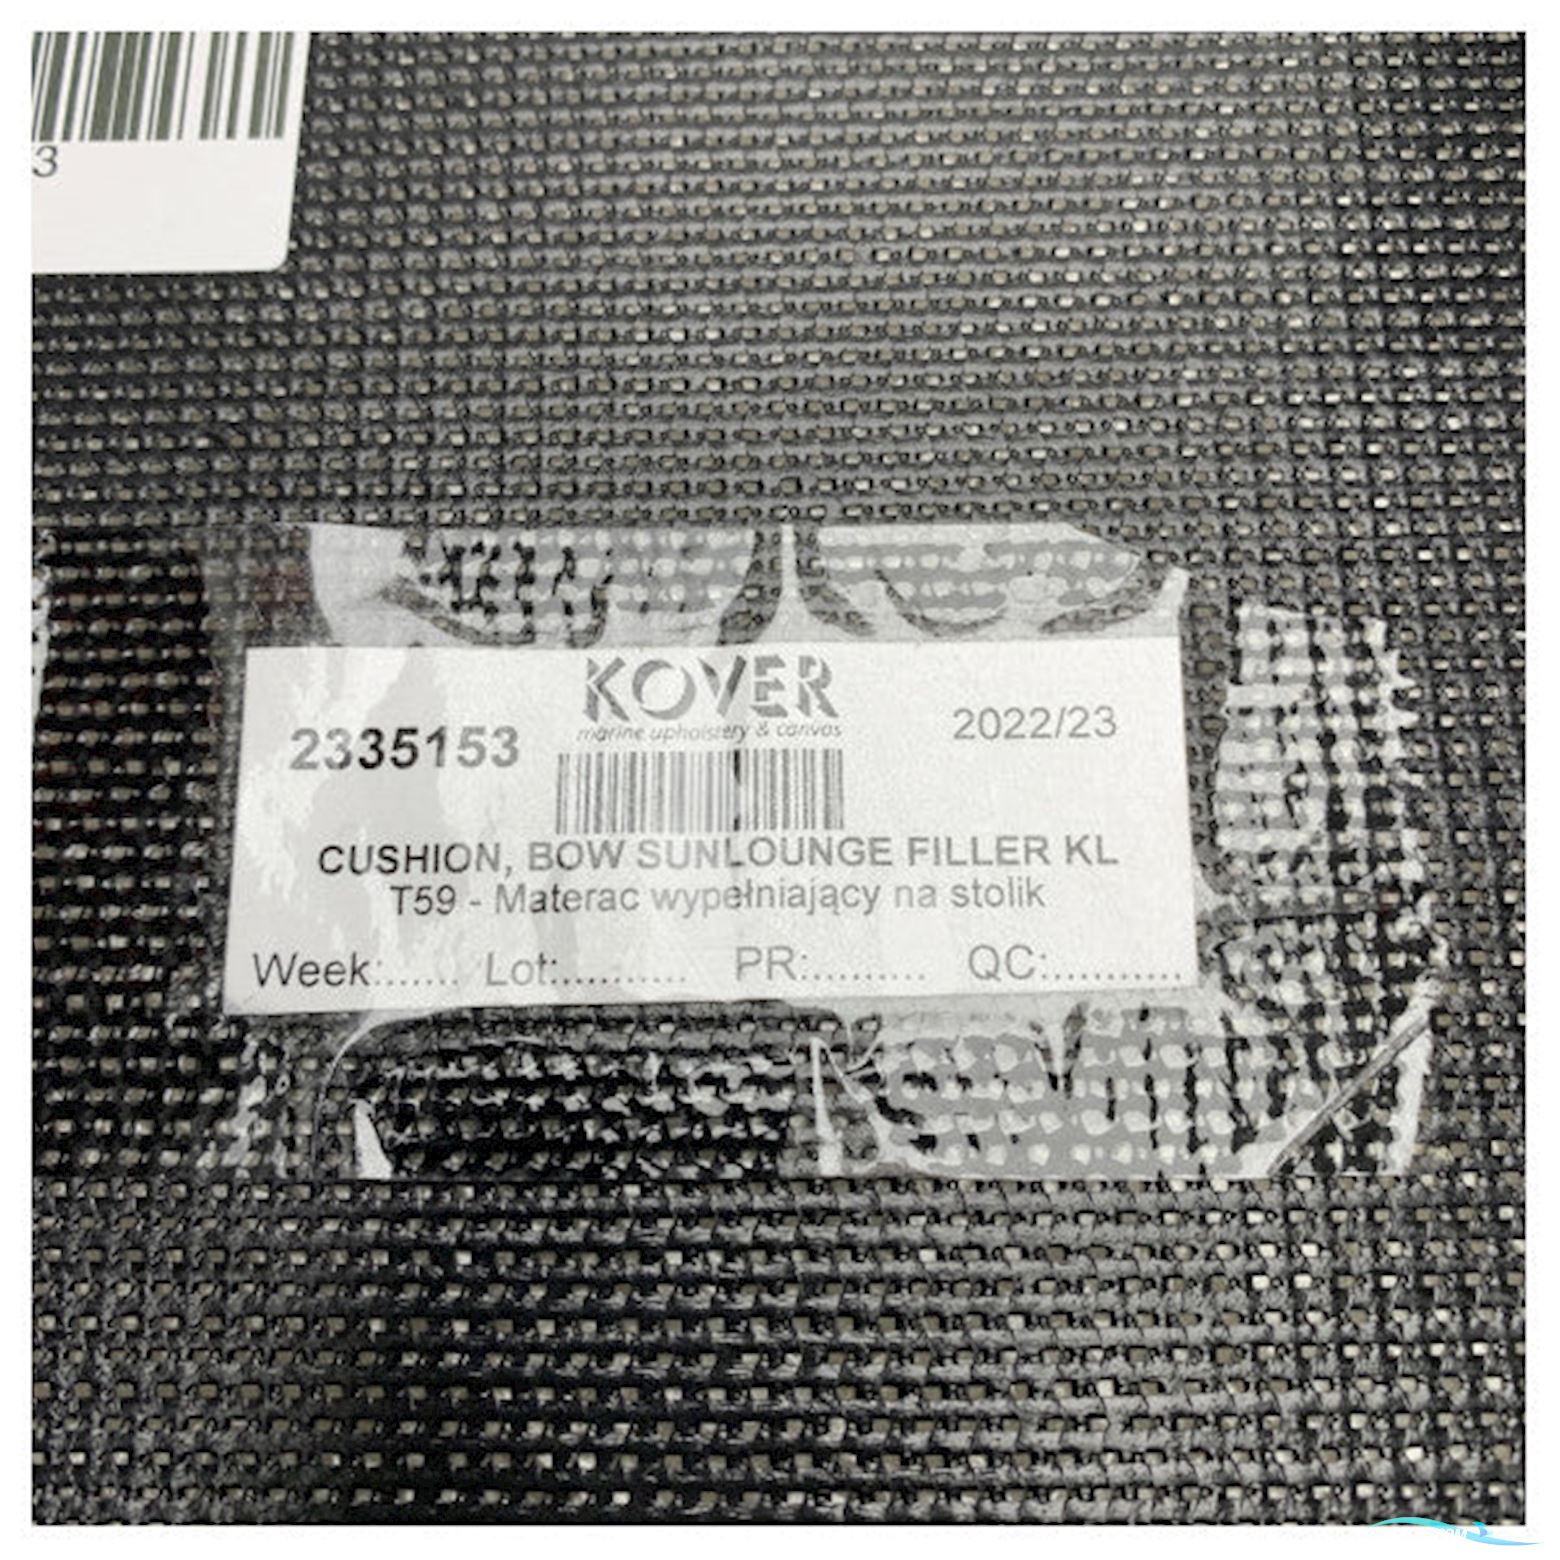 3
KOVER
marine upholstery & canvas
2335153
2022/23
CUSHION, BOW SUNLOUNGE FILLER KL
T59 - Materac wypełniający na stolik
Week:....... Lot:........... PR:......... QC:...........